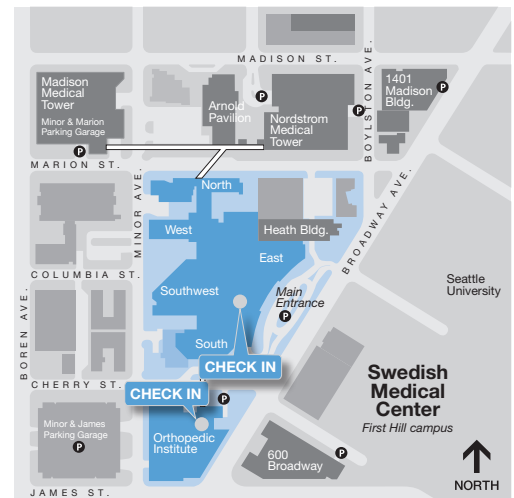 MADISON ST.
BOYLSTON AVE.
Madison
Medical
Tower
Minor & Marion
Parking Garage
P
Arnold
Pavilion
P
Nordstrom
Medical
Tower
P
1401
Madison
Bldg.
P
MARION ST.
MINOR AVE.
North
West
Heath Bldg.
East
BROADWAY AVE.
COLUMBIA ST.
Southwest
Main
Entrance
P
Seattle
University
BOREN AVE.
South
CHECK IN
CHERRY ST.
CHECK IN
P
Swedish
Medical
Center
First Hill campus
Minor & James
Parking Garage
P
Orthopedic
Institute
600
Broadway
P
NORTH
JAMES ST.